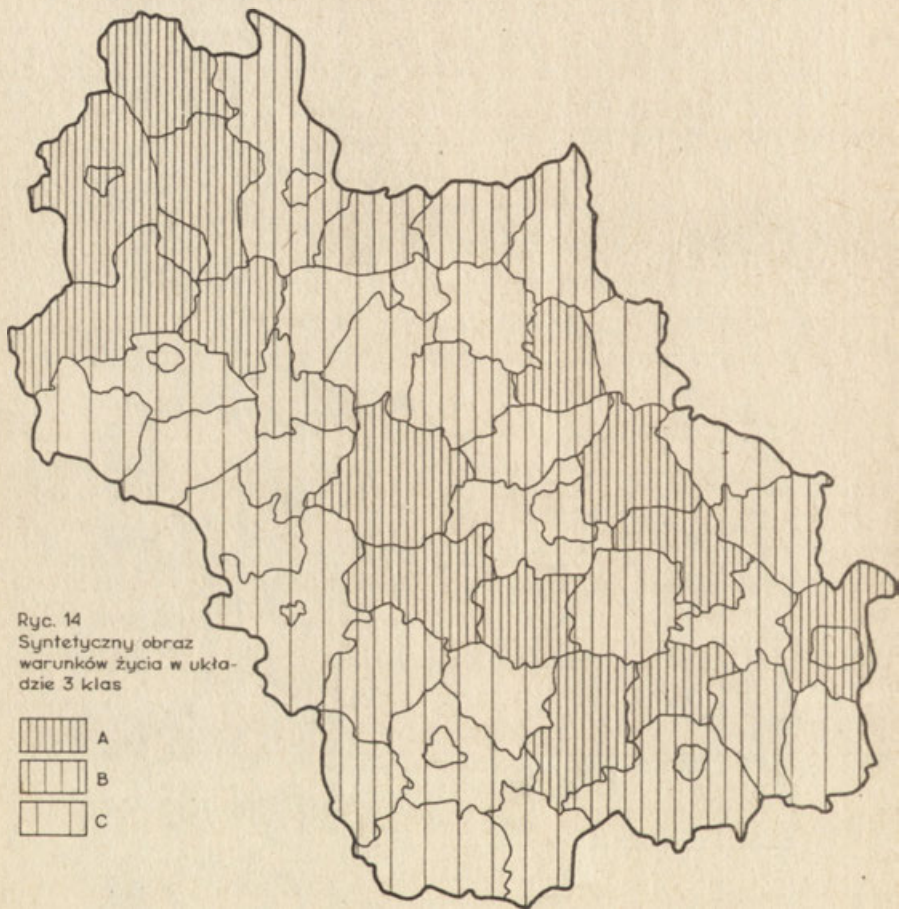 Ryc. 14
Syntetyczny obraz
warunków życia w ukła-
dzie 3 klas
A
B
C